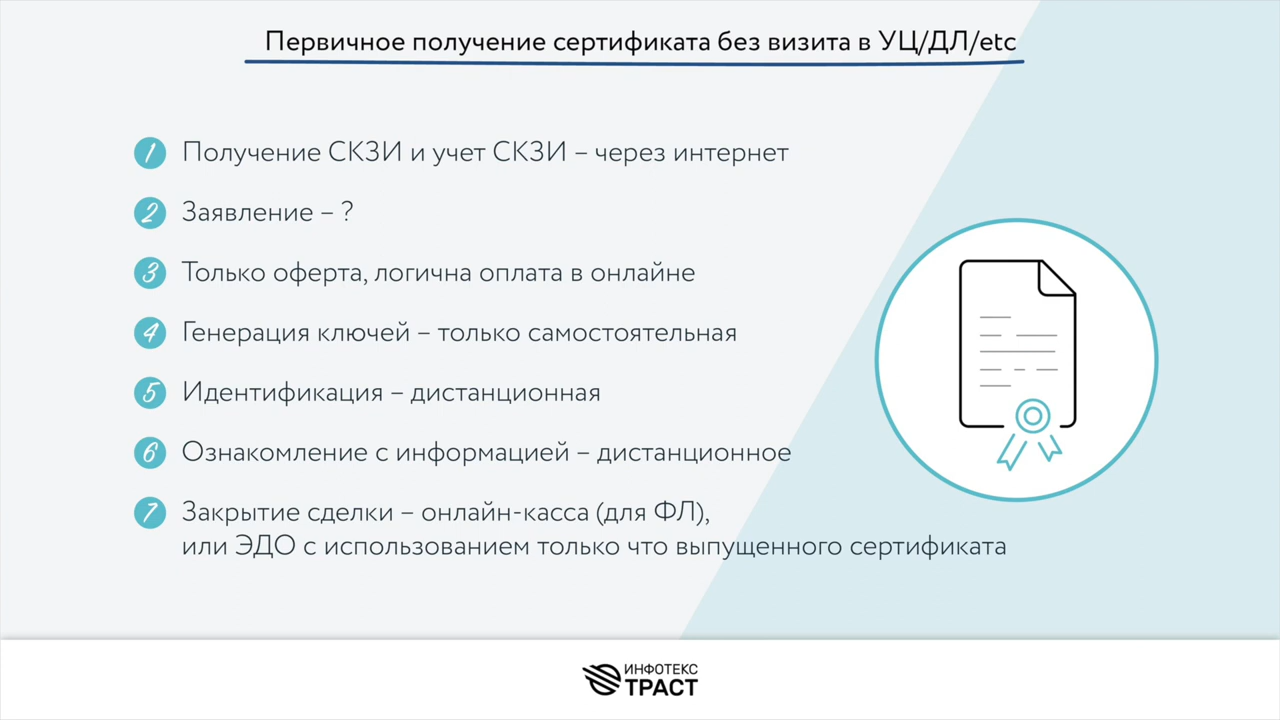 Первичное получение сертификата без визита в УЦ/ДЛ/etc
1 Получение СКЗИ и учет СКЗИ – через интернет
2 Заявление – ?
3 Только оферта, логична оплата в онлайне
4 Генерация ключей – только самостоятельная
5 Идентификация – дистанционная
6 Ознакомление с информацией – дистанционное
7 Закрытие сделки – онлайн-касса (для ФЛ),
или ЭДО с использованием только что выпущенного сертификата
ИНФОТЕКС
ТРАСТ